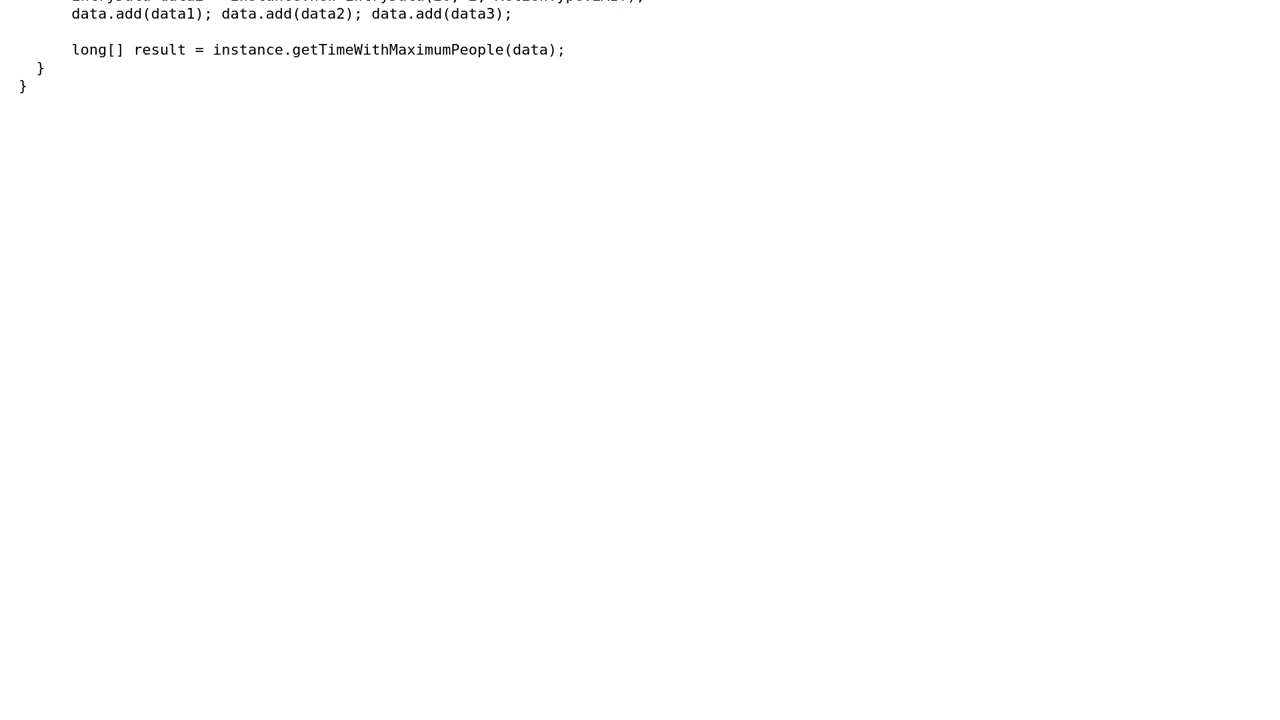 data.add(data1); data.add(data2); data.add(data3);
long[] result = instance.getTimeWithMaximumPeople(data);
}
}